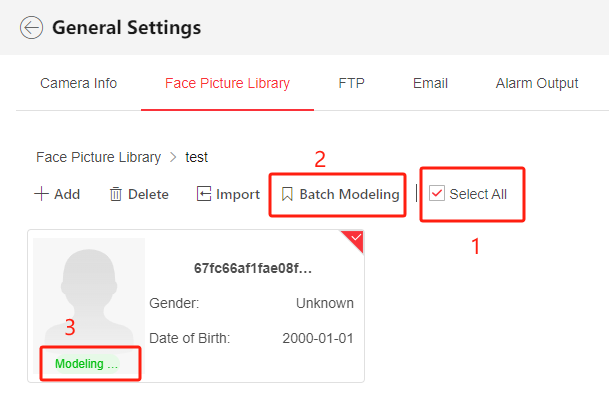 General Settings
Camera Info Face Picture Library FTP Email Alarm Output
Face Picture Library > test
2
Add Delete Import Batch Modeling Select All
1
67fc66af1fae08f...
Gender: Unknown
3
Date of Birth: 2000-01-01
Modeling ...